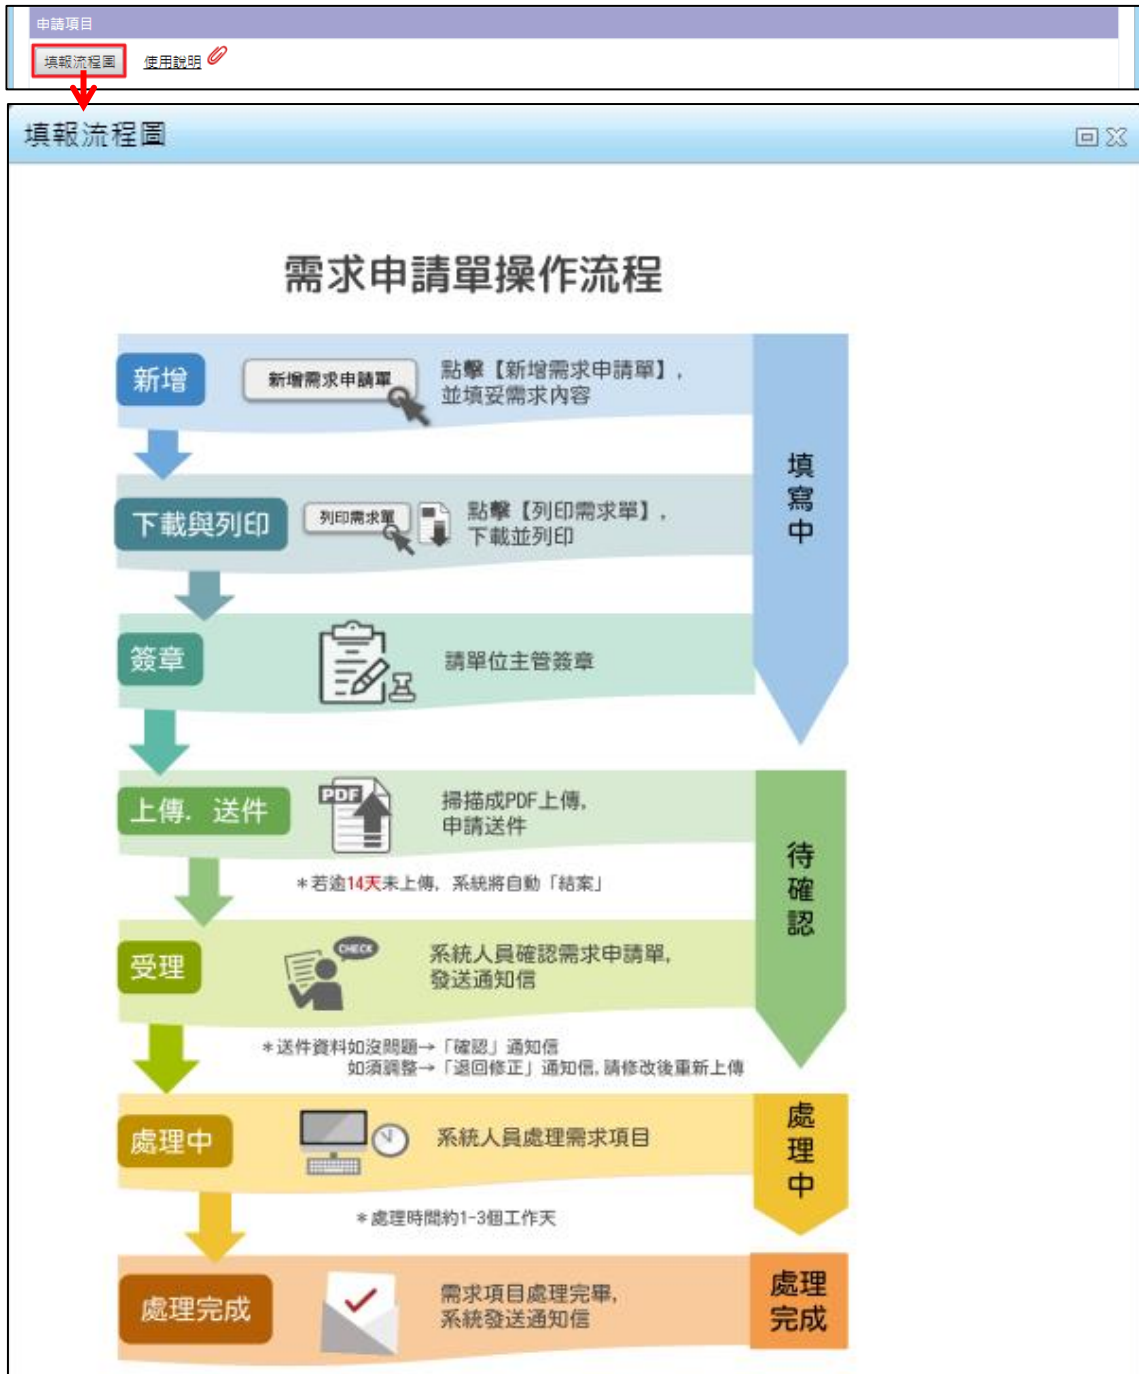 申請項目
填報流程圖 使用說明
填報流程圖
需求申請單操作流程
新增
新增需求申請單
點擊【新增需求申請單】,
並填妥需求內容
下載與列印
列印需求單
點擊【列印需求單】,
下載並列印
簽章
請單位主管簽章
填寫中
上傳. 送件
PDF
掃描成PDF上傳,
申請送件
*若逾14天未上傳, 系統將自動「結案」
受理
CHECK
系統人員確認需求申請單,
發送通知信
*送件資料如沒問題→「確認」通知信
如須調整→「退回修正」通知信,請修改後重新上傳
待確認
處理中
系統人員處理需求項目
*處理時間約1-3個工作天
處理中
處理完成
需求項目處理完畢,
系統發送通知信
處理
完成